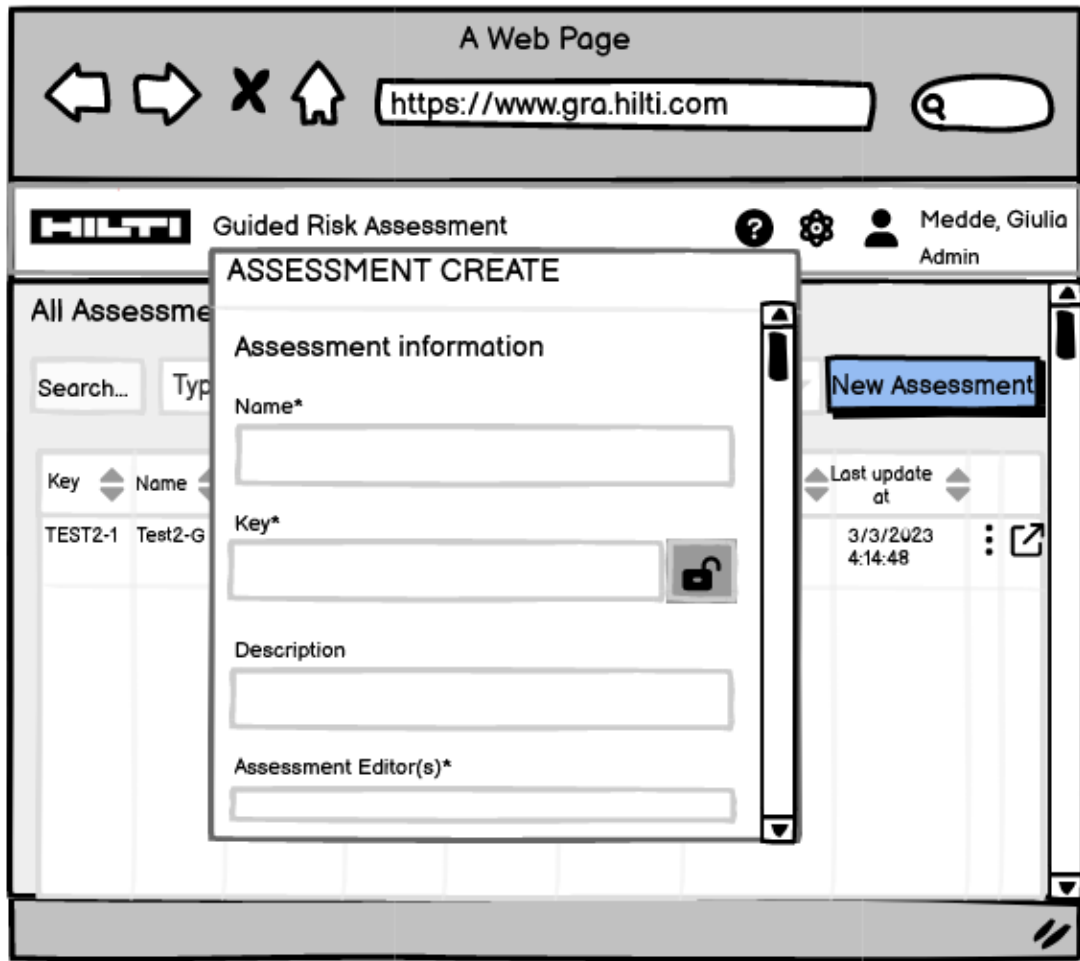 A Web Page
https://www.gra.hilti.com
HILTI Guided Risk Assessment ? Medde, Giulia
Admin
ASSESSMENT CREATE
All Assessme
Assessment information
Search... Typ New Assessment
Name*
Key Name Last update
at
Key*
TEST2-1 Test2-G 3/3/2023
4:14:48
Description
Assessment Editor(s)*